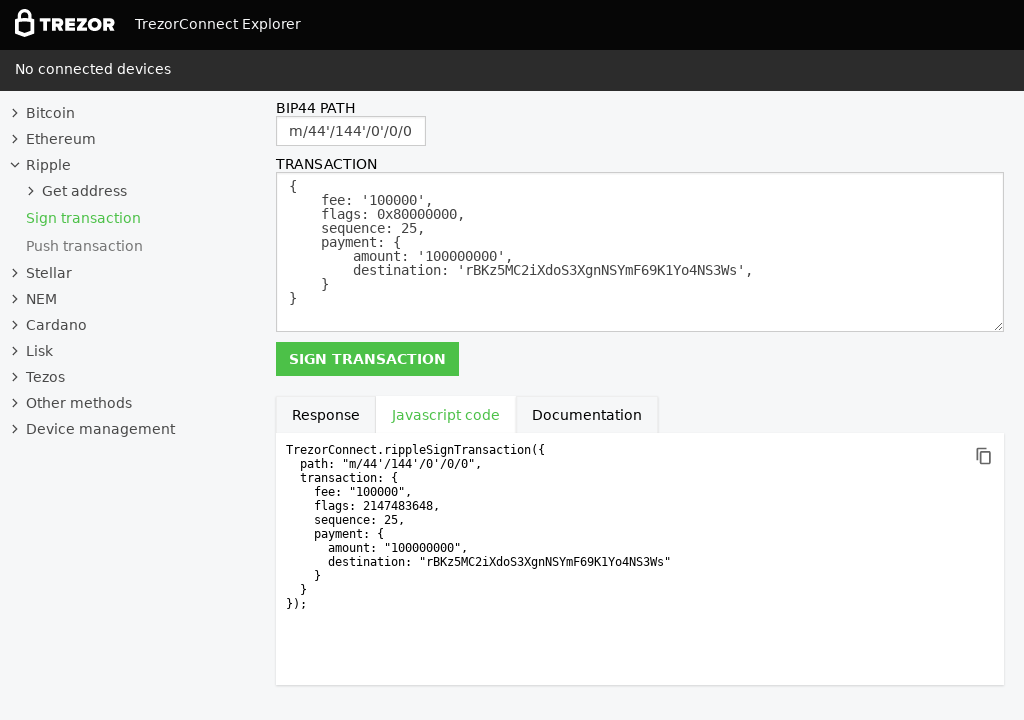 TREZOR TrezorConnect Explorer
No connected devices
Bitcoin
Ethereum
Ripple
Get address
Sign transaction
Push transaction
Stellar
NEM
Cardano
Lisk
Tezos
Other methods
Device management
BIP44 PATH
m/44'/144'/0'/0/0
TRANSACTION
{
    fee: '100000',
    flags: 0x80000000,
    sequence: 25,
    payment: {
        amount: '100000000',
        destination: 'rBKz5MC2iXdoS3XgnNSYmF69K1Yo4NS3Ws',
    }
}
SIGN TRANSACTION
Response Javascript code Documentation
TrezorConnect.rippleSignTransaction({
  path: "m/44'/144'/0'/0/0",
  transaction: {
    fee: "100000",
    flags: 2147483648,
    sequence: 25,
    payment: {
      amount: "100000000",
      destination: "rBKz5MC2iXdoS3XgnNSYmF69K1Yo4NS3Ws"
    }
  }
});